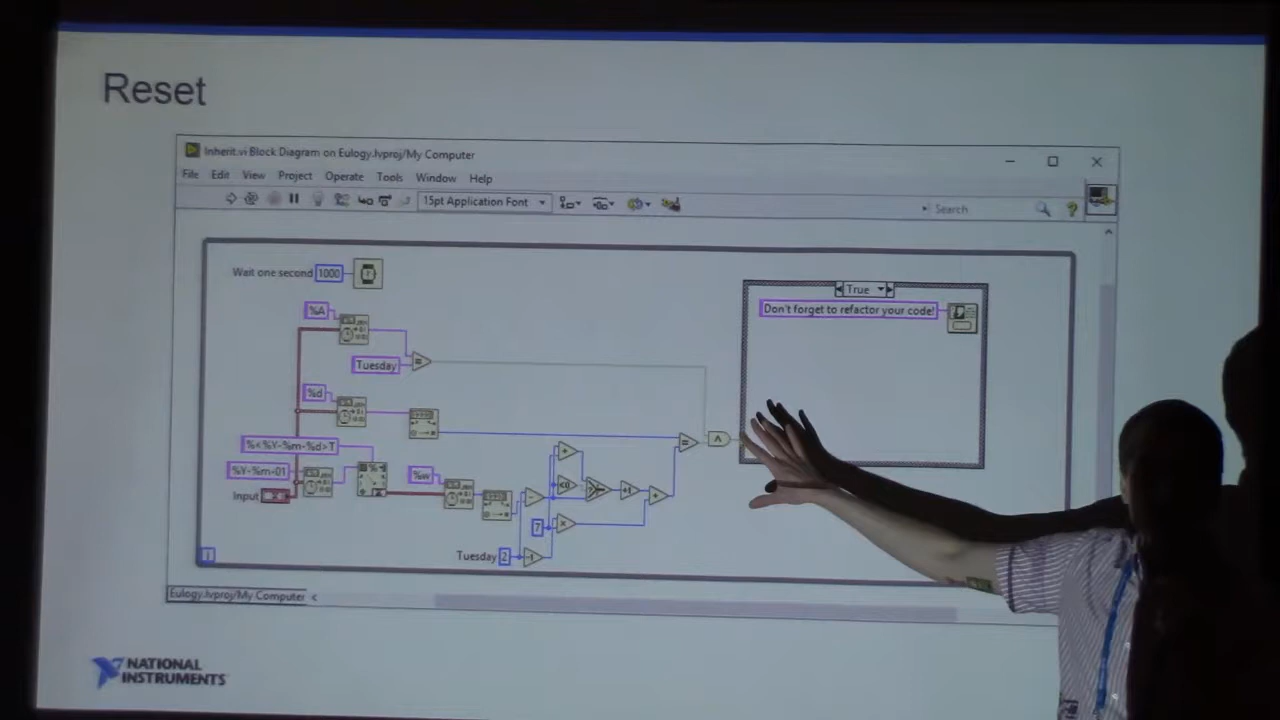 Reset
Inherit.vi Block Diagram on Eulogy.lvproj/My Computer
File Edit View Project Operate Tools Window Help
15pt Application Font
Search
Wait one second 1000
True
Don't forget to refactor your code!
%A
Tuesday
%d
%<%Y-%m-%d>T
%Y-%m-01
%w
Input
7
Tuesday 2
i
Eulogy.lvproj/My Computer
NATIONAL
INSTRUMENTS